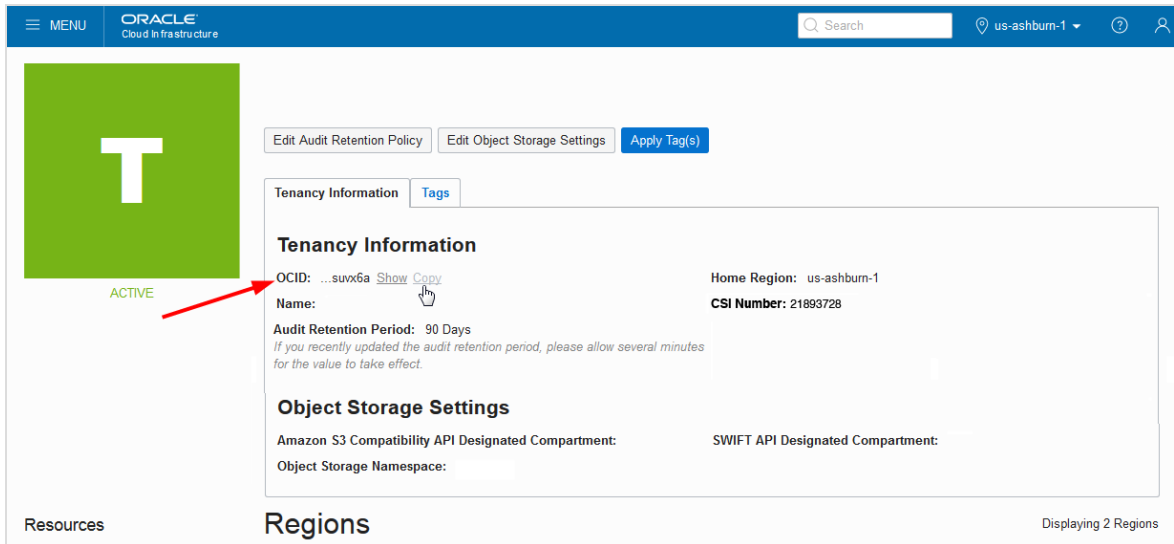 MENU
ORACLE
Cloud Infrastructure
Search
us-ashburn-1
T
ACTIVE
Edit Audit Retention Policy
Edit Object Storage Settings
Apply Tag(s)
Tenancy Information
Tags
Tenancy Information
OCID: ...suvx6a Show Copy
Home Region: us-ashburn-1
Name:
CSI Number: 21893728
Audit Retention Period: 90 Days
If you recently updated the audit retention period, please allow several minutes
for the value to take effect.
Object Storage Settings
Amazon S3 Compatibility API Designated Compartment:
SWIFT API Designated Compartment:
Object Storage Namespace:
Resources
Regions
Displaying 2 Regions